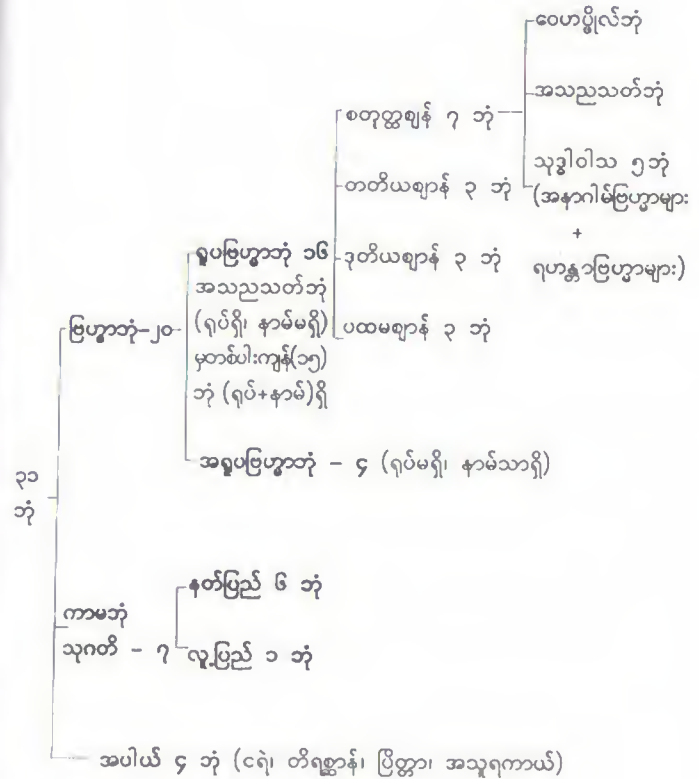 ဝေဟပ္ဖိုလ်ဘုံ
အသညသတ်ဘုံ
စတုတ္ထဈာန် ၇ ဘုံ
သုဒ္ဓါဝါသ ၅ဘုံ
(အနာဂါမ်ဗြဟ္မာများ
+
ရဟန္တာဗြဟ္မာများ)
တတိယဈာန် ၃ ဘုံ
ဒုတိယဈာန် ၃ ဘုံ
ပထမဈာန် ၃ ဘုံ
ရူပဗြဟ္မာဘုံ ၁၆
အသညသတ်ဘုံ
(ရုပ်ရှိ၊ နာမ်မရှိ)
မှတစ်ပါးကျန်(၁၅)
ဘုံ (ရုပ်+နာမ်)ရှိ
ဗြဟ္မာဘုံ-၂၀
အရူပဗြဟ္မာဘုံ - ၄ (ရုပ်မရှိ၊ နာမ်သာရှိ)
၃၁
ဘုံ
နတ်ပြည် ၆ ဘုံ
ကာမဘုံ
သုဂတိ - ၇
လူ့ပြည် ၁ ဘုံ
အပါယ် ၄ ဘုံ (ငရဲ၊ တိရစ္ဆာန်၊ ပြိတ္တာ၊ အသူရကာယ်)